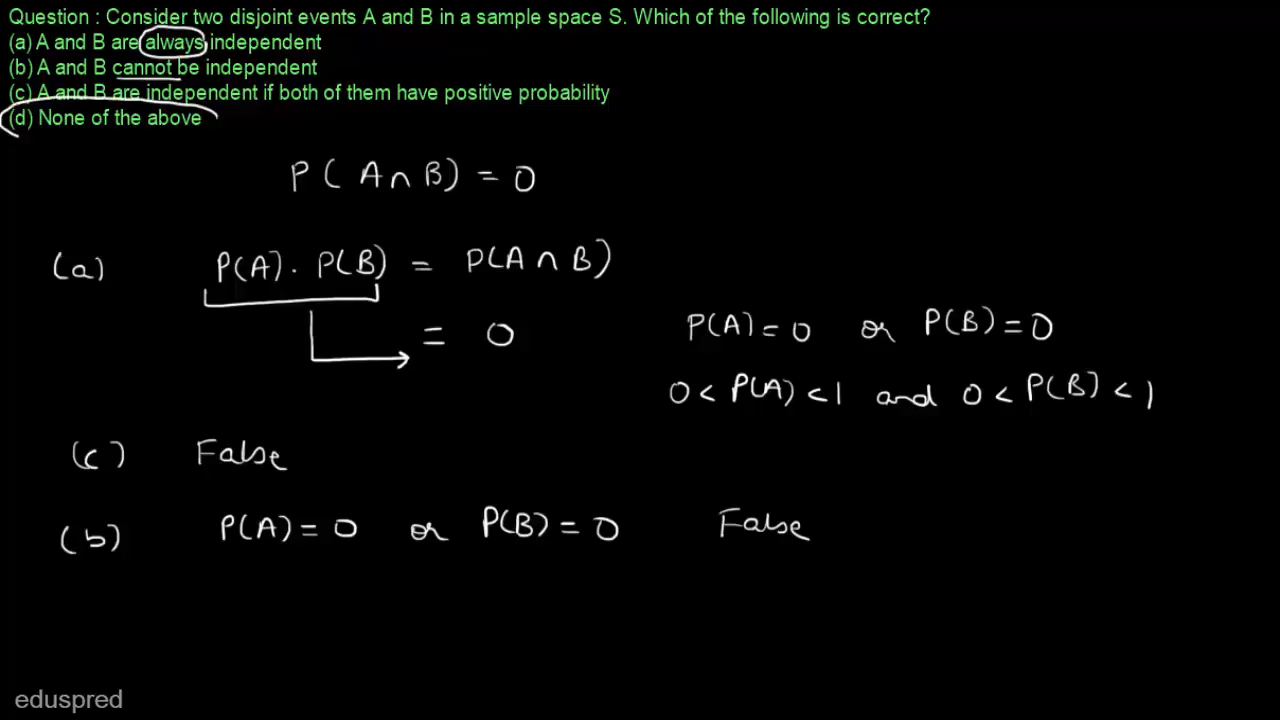 Question : Consider two disjoint events A and B in a sample space S. Which of the following is correct?
(a) A and B are always independent
(b) A and B cannot be independent
(c) A and B are independent if both of them have positive probability
(d) None of the above
P(A∩B) = 0
(a) P(A). P(B) = P(A∩B)
= 0
P(A) = 0 or P(B) = 0
0 < P(A) < 1 and 0 < P(B) < 1
(c) False
(b) P(A) = 0 or P(B) = 0 False
eduspred